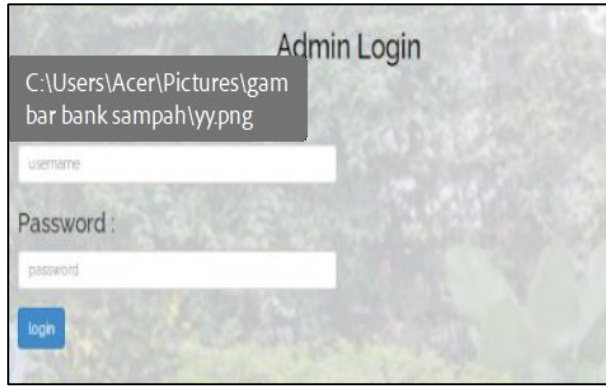 Admin Login
C:\Users\Acer\Pictures\gam
bar bank sampah\yy.png
username
Password :
password
login